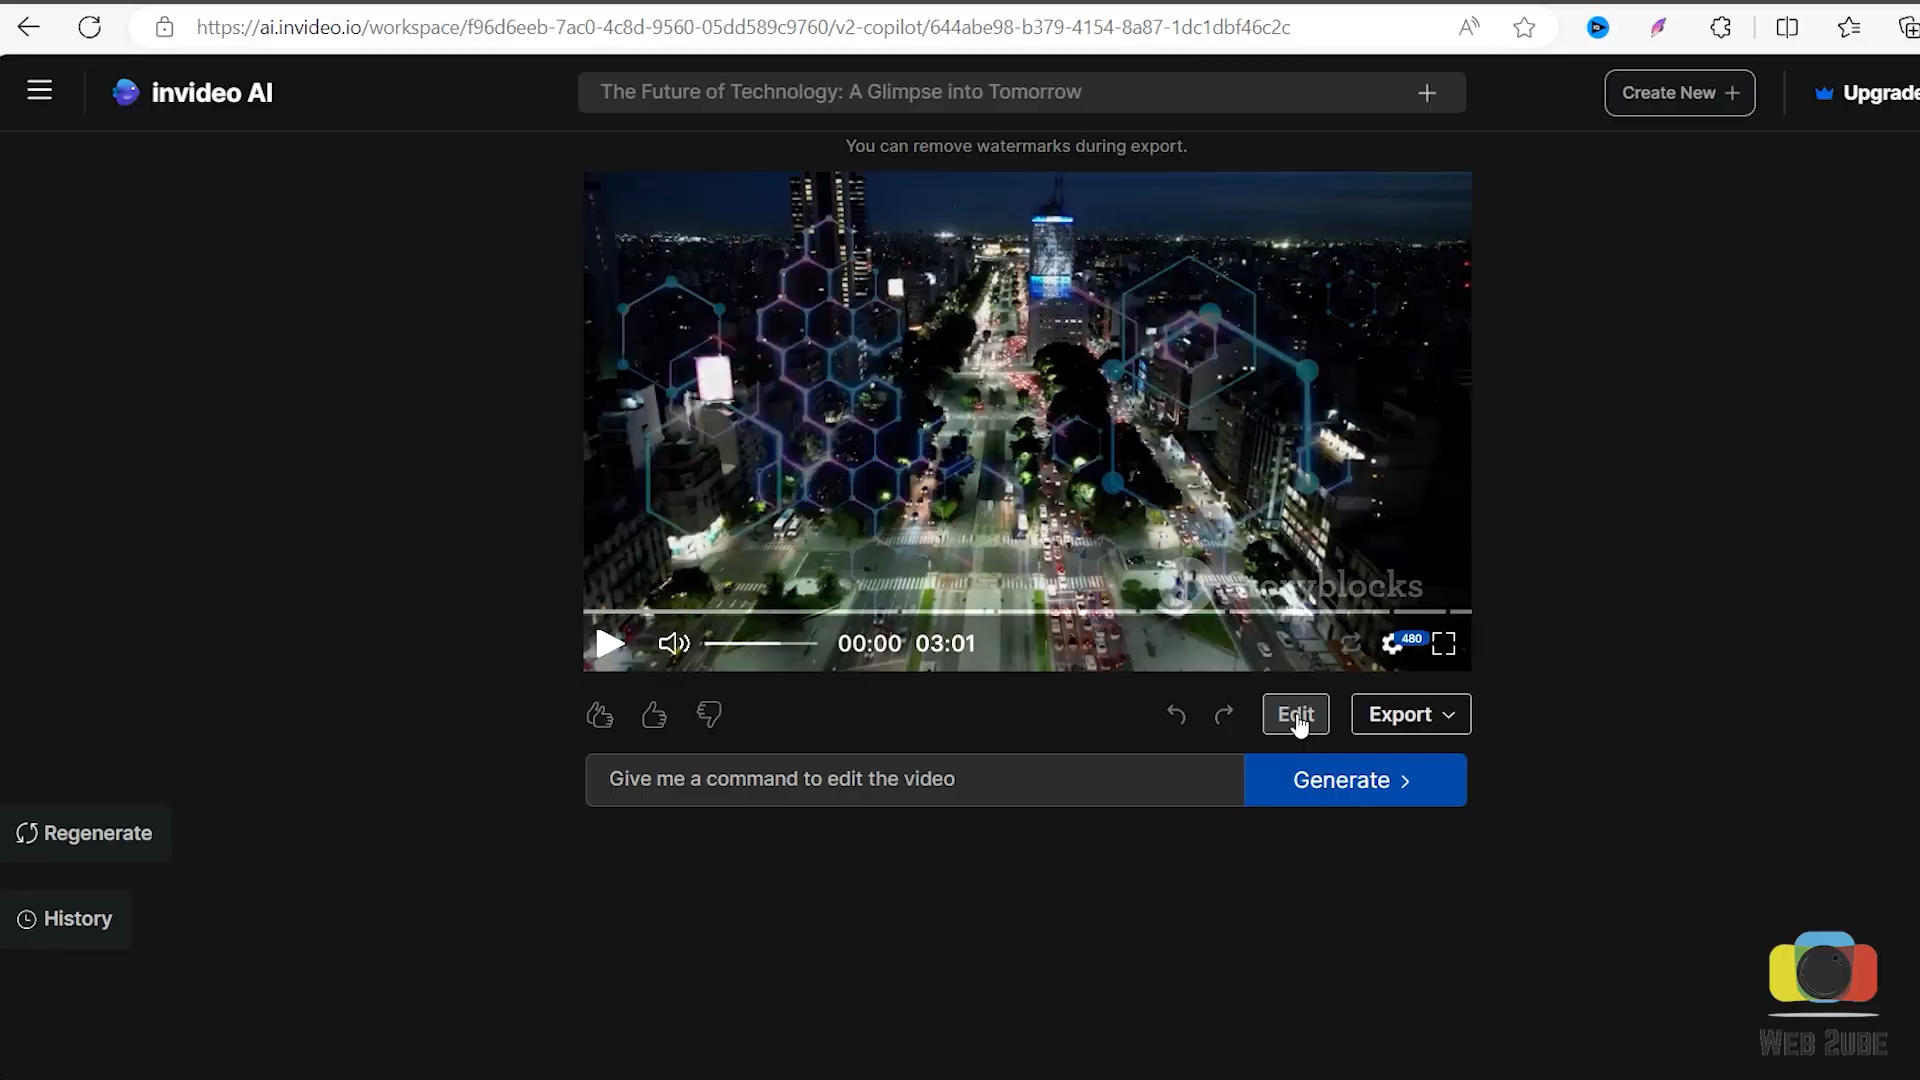 https://ai.invideo.io/workspace/f96d6eeb-7ac0-4c8d-9560-05dd589c9760/v2-copilot/644abe98-b379-4154-8a87-1dc1dbf46c2c
invideo AI
The Future of Technology: A Glimpse into Tomorrow
Create New
Upgrade
You can remove watermarks during export.
Storyblocks
00:00 03:01
480
Edit
Export
Give me a command to edit the video
Generate
Regenerate
History
WEB 2UBE